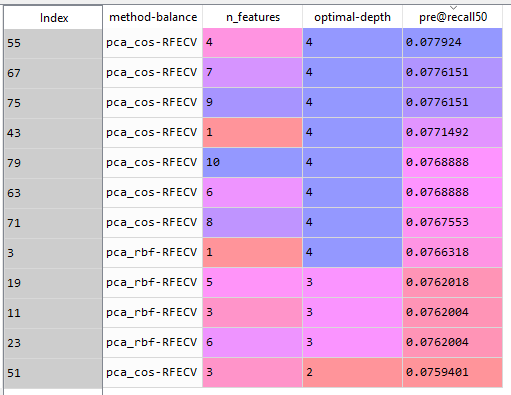 Index method-balance n_features optimal-depth pre@recall50
55 pca_cos-RFECV 4 4 0.077924
67 pca_cos-RFECV 7 4 0.0776151
75 pca_cos-RFECV 9 4 0.0776151
43 pca_cos-RFECV 1 4 0.0771492
79 pca_cos-RFECV 10 4 0.0768888
63 pca_cos-RFECV 6 4 0.0768888
71 pca_cos-RFECV 8 4 0.0767553
3 pca_rbf-RFECV 1 4 0.0766318
19 pca_rbf-RFECV 5 3 0.0762018
11 pca_rbf-RFECV 3 3 0.0762004
23 pca_rbf-RFECV 6 3 0.0762004
51 pca_cos-RFECV 3 2 0.0759401